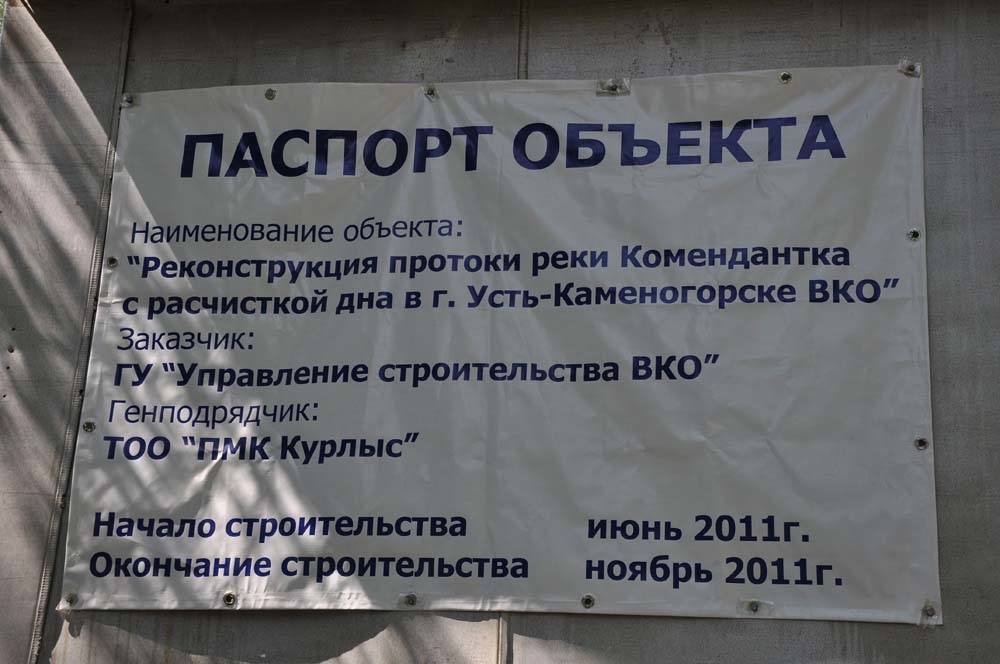 ПАСПОРТ ОБЪЕКТА
Наименование объекта:
“Реконструкция протоки реки Комендантка
с расчисткой дна в г. Усть-Каменогорске ВКО”
Заказчик:
ГУ “Управление строительства ВКО”
Генподрядчик:
ТОО “ПМК Курлыс”
Начало строительства июнь 2011г.
Окончание строительства ноябрь 2011г.